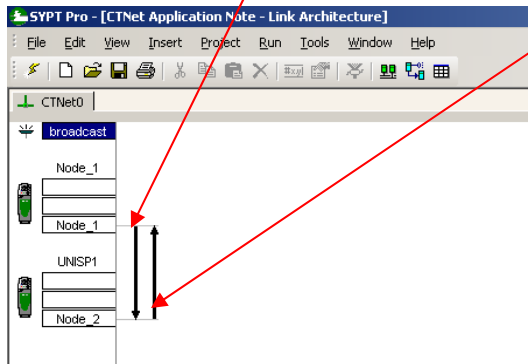 SYPT Pro - [CTNet Application Note - Link Architecture]
File Edit View Insert Project Run Tools Window Help
CTNet0
broadcast
Node_1
Node_1
UNISP1
Node_2